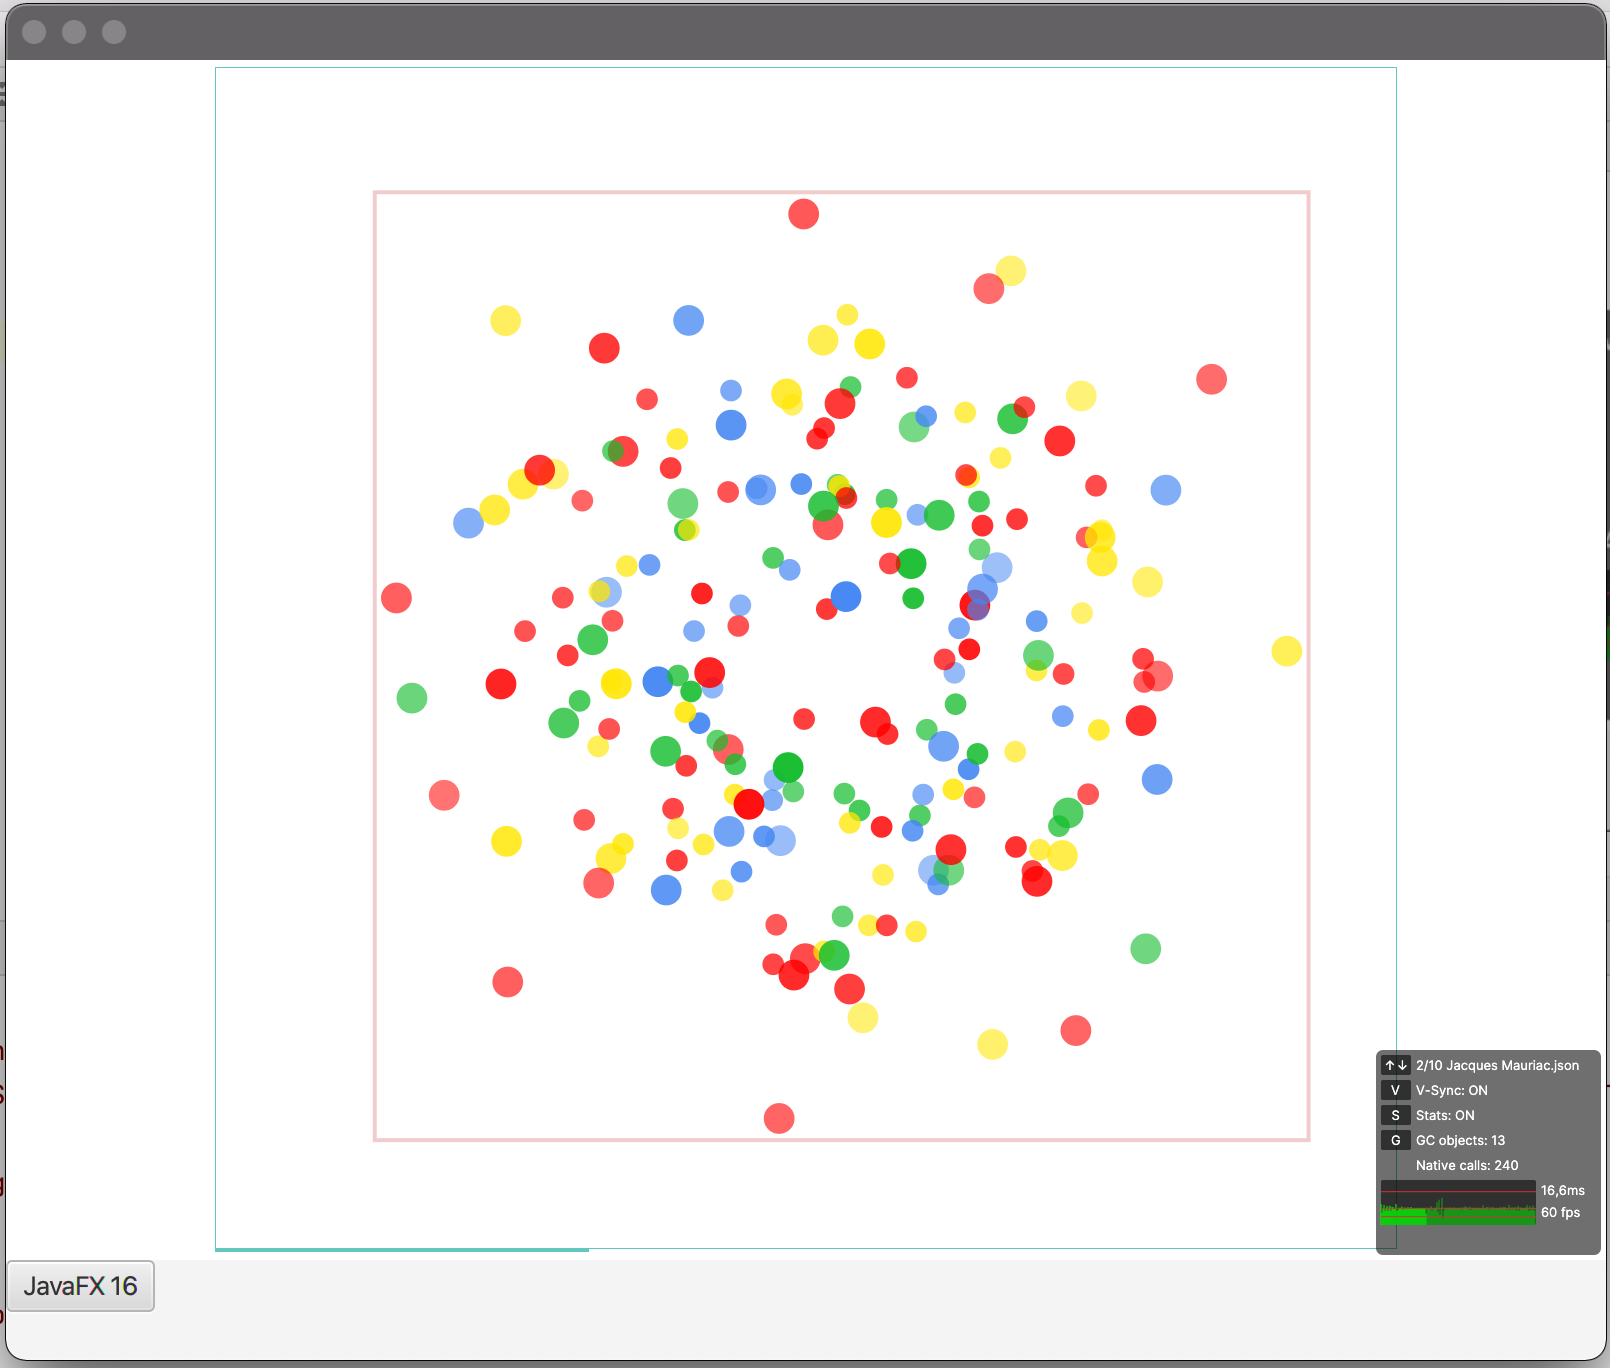 ↑↓ 2/10 Jacques Mauriac.json
V V-Sync: ON
S Stats: ON
G GC objects: 13
Native calls: 240
16,6ms
60 fps
JavaFX 16